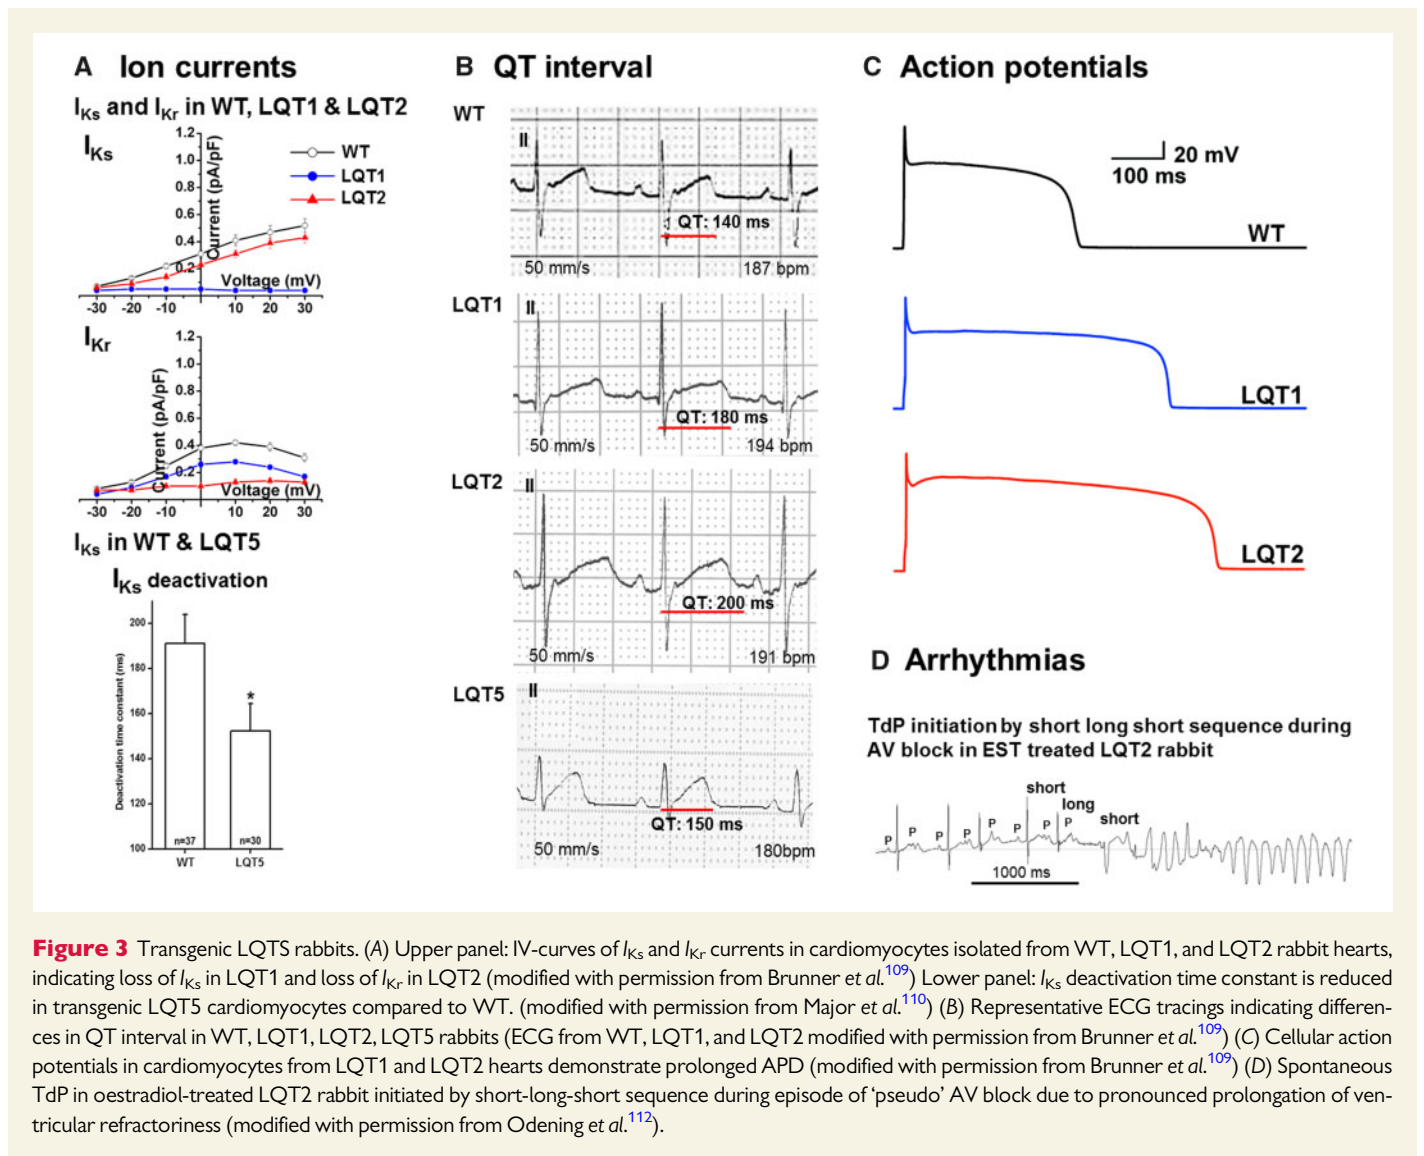 A Ion currents
IKs and IKr in WT, LQT1 & LQT2
IKs
1.2
1.0
0.8
0.6
0.4
0.2
Current (pA/pF)
WT
LQT1
LQT2
Voltage (mV)
-30 -20 -10 10 20 30
IKr
1.2
1.0
0.8
0.6
0.4
0.2
Current (pA/pF)
Voltage (mV)
-30 -20 -10 10 20 30
IKs in WT & LQT5
IKs deactivation
Deactivation time constant (ms)
200
180
160
140
120
100
*
n=37 n=30
WT LQT5
B QT interval
WT
II
QT: 140 ms
50 mm/s 187 bpm
LQT1
II
QT: 180 ms
50 mm/s 194 bpm
LQT2
II
QT: 200 ms
50 mm/s 191 bpm
LQT5
II
QT: 150 ms
50 mm/s 180bpm
C Action potentials
20 mV
100 ms
WT
LQT1
LQT2
D Arrhythmias
TdP initiation by short long short sequence during
AV block in EST treated LQT2 rabbit
short
long
short
P P P P P P P P
1000 ms
Figure 3 Transgenic LQTS rabbits. (A) Upper panel: IV-curves of IKs and IKr currents in cardiomyocytes isolated from WT, LQT1, and LQT2 rabbit hearts,
indicating loss of IKs in LQT1 and loss of IKr in LQT2 (modified with permission from Brunner et al.109) Lower panel: IKs deactivation time constant is reduced
in transgenic LQT5 cardiomyocytes compared to WT. (modified with permission from Major et al.110) (B) Representative ECG tracings indicating differen-
ces in QT interval in WT, LQT1, LQT2, LQT5 rabbits (ECG from WT, LQT1, and LQT2 modified with permission from Brunner et al.109) (C) Cellular action
potentials in cardiomyocytes from LQT1 and LQT2 hearts demonstrate prolonged APD (modified with permission from Brunner et al.109) (D) Spontaneous
TdP in oestradiol-treated LQT2 rabbit initiated by short-long-short sequence during episode of ‘pseudo’ AV block due to pronounced prolongation of ven-
tricular refractoriness (modified with permission from Odening et al.112).